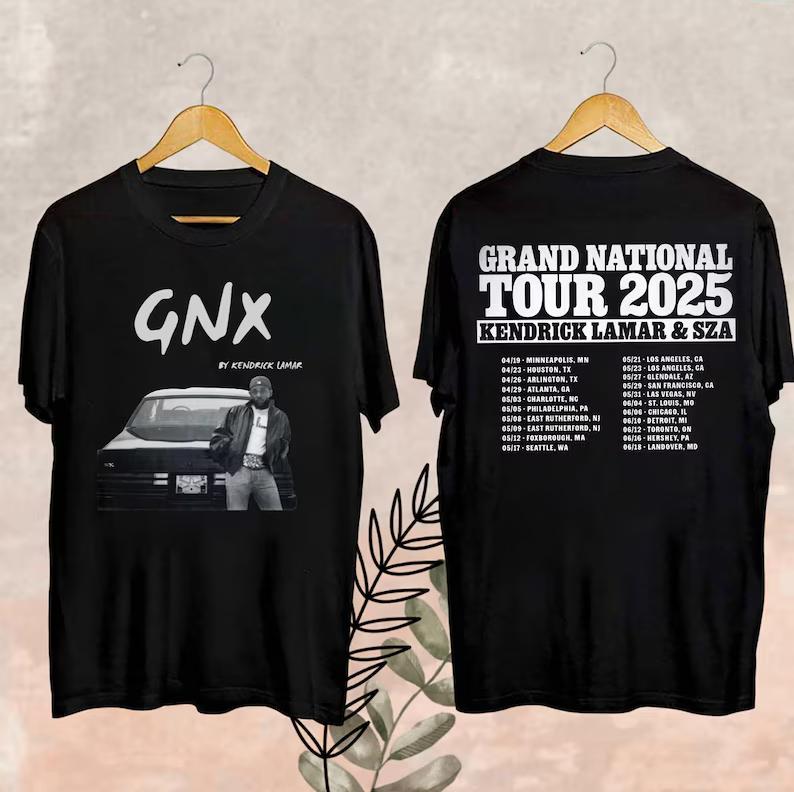 GNX
BY KENDRICK LAMAR
GRAND NATIONAL
TOUR 2025
KENDRICK LAMAR & SZA
04/19 • MINNEAPOLIS, MN
04/23 • HOUSTON, TX
04/26 • ARLINGTON, TX
04/29 • ATLANTA, GA
05/03 • CHARLOTTE, NC
05/05 • PHILADELPHIA, PA
05/08 • EAST RUTHERFORD, NJ
05/09 • EAST RUTHERFORD, NJ
05/12 • FOXBOROUGH, MA
05/17 • SEATTLE, WA
05/21 • LOS ANGELES, CA
05/23 • LOS ANGELES, CA
05/27 • GLENDALE, AZ
05/29 • SAN FRANCISCO, CA
05/31 • LAS VEGAS, NV
06/04 • ST. LOUIS, MO
06/06 • CHICAGO, IL
06/10 • DETROIT, MI
06/12 • TORONTO, ON
06/16 • HERSHEY, PA
06/18 • LANDOVER, MD